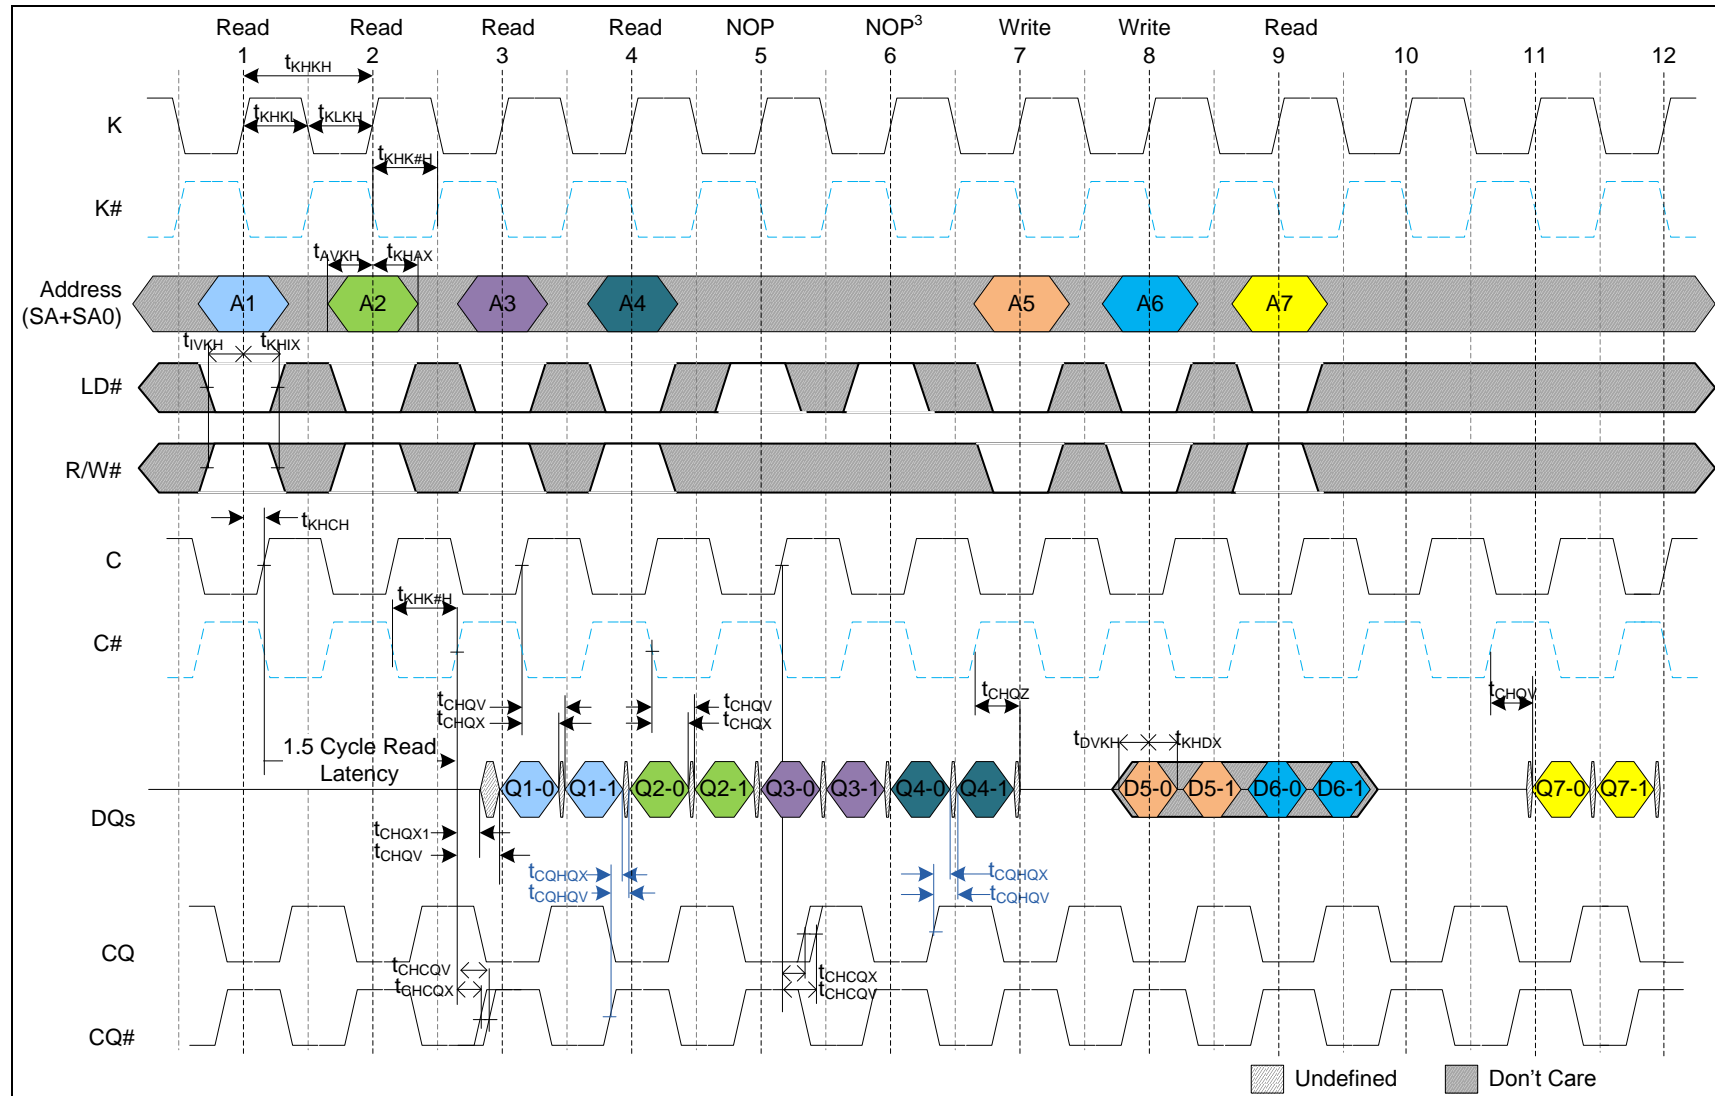 Read Read Read Read NOP NOP3 Write Write Read
1 2 3 4 5 6 7 8 9 10 11 12
tKHKH
K
tKHKL tKLKH
tKHK#H
K#
tAVKH tKHAX
Address
(SA+SA0)
A1 A2 A3 A4 A5 A6 A7
tIVKH tKHIX
LD#
R/W#
tKHCH
C
tKHK#H
C#
tCHQV tCHQV tCHQZ tCHQV
tCHQX tCHQX
tDVKH tKHDX
1.5 Cycle Read
Latency
DQs
Q1-0 Q1-1 Q2-0 Q2-1 Q3-0 Q3-1 Q4-0 Q4-1 D5-0 D5-1 D6-0 D6-1 Q7-0 Q7-1
tCHQX1
tCHQV
tCQHQX tCQHQX
tCQHQV tCQHQV
CQ
tCHCQV tCHCQX
tCHCQX tCHCQV
CQ#
Undefined Don't Care